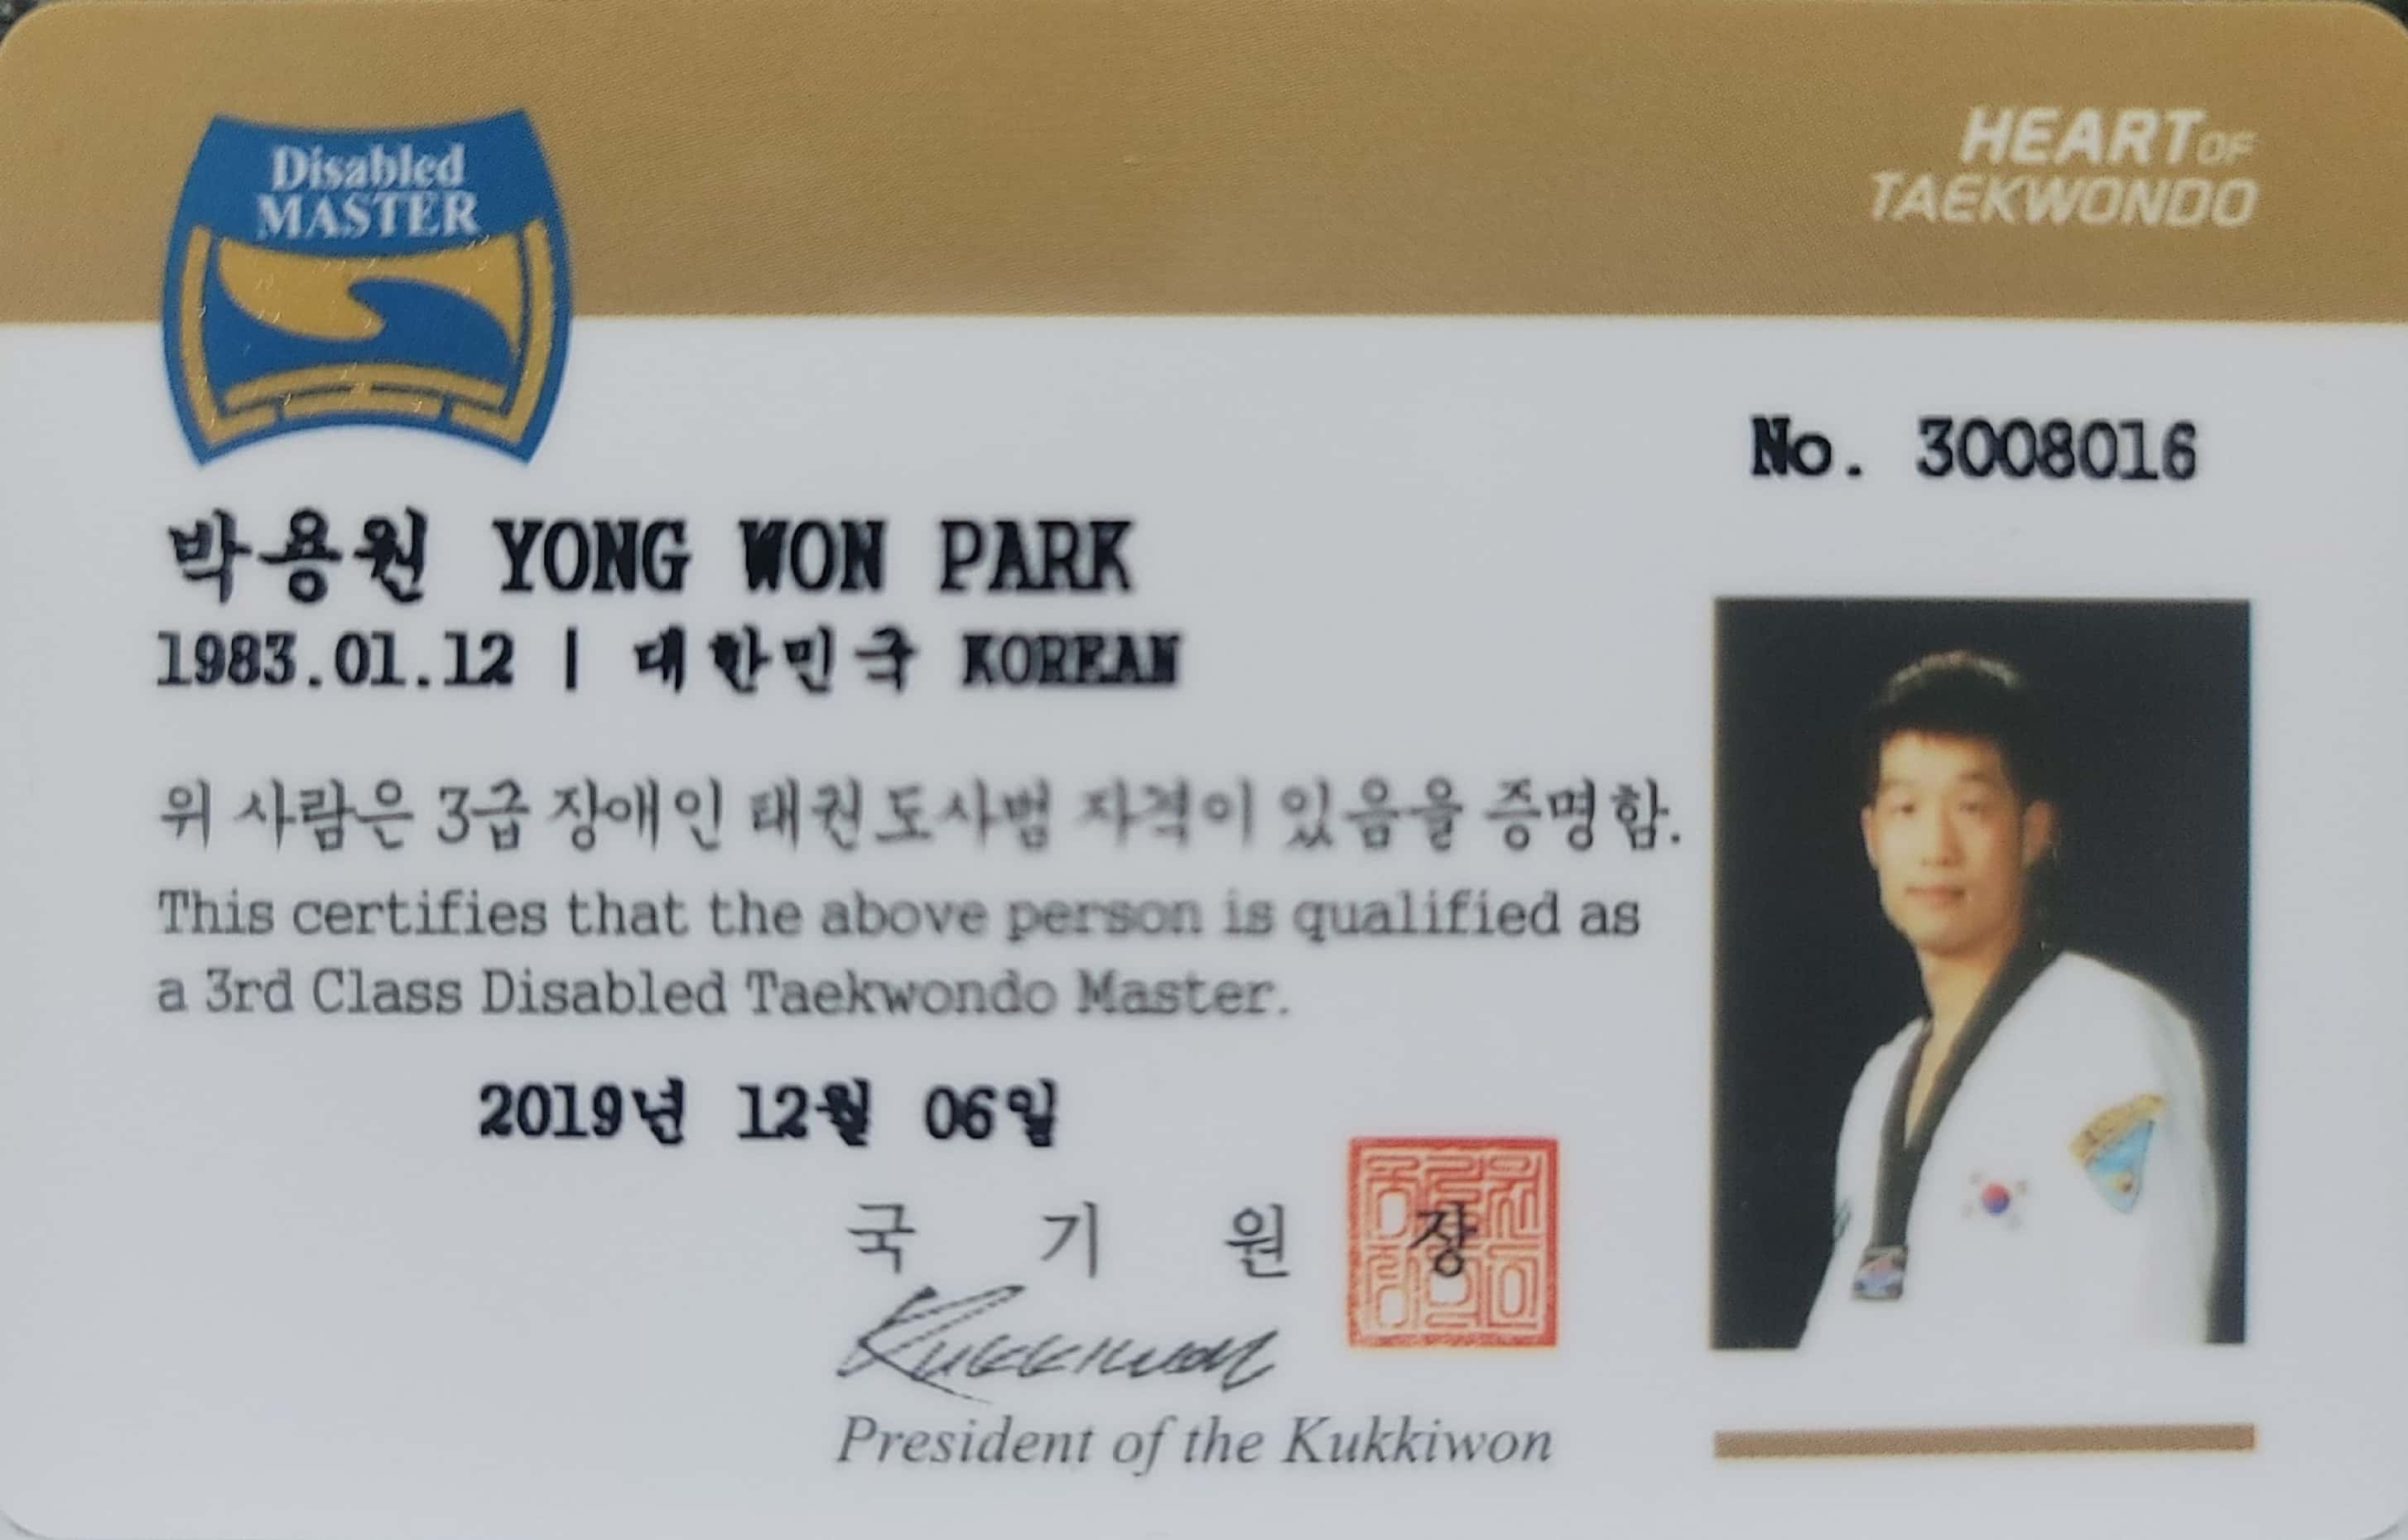 Disabled
MASTER
HEART OF
TAEKWONDO
No. 3008016
박용원 YONG WON PARK
1983.01.12 | 대한민국 KOREAN
위 사람은 3급 장애인 태권도사범 자격이 있음을 증명함.
This certifies that the above person is qualified as
a 3rd Class Disabled Taekwondo Master.
2019년 12월 06일
국 기 원 장
Kukkiwon
President of the Kukkiwon